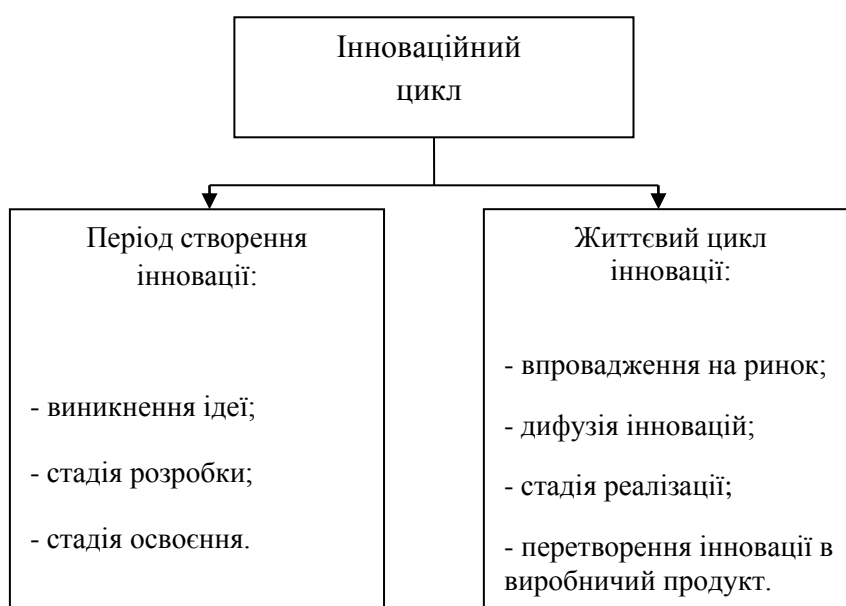 Інноваційний
цикл
Період створення
інновації:
- виникнення ідеї;
- стадія розробки;
- стадія освоєння.
Життєвий цикл
інновації:
- впровадження на ринок;
- дифузія інновацій;
- стадія реалізації;
- перетворення інновації в
виробничий продукт.